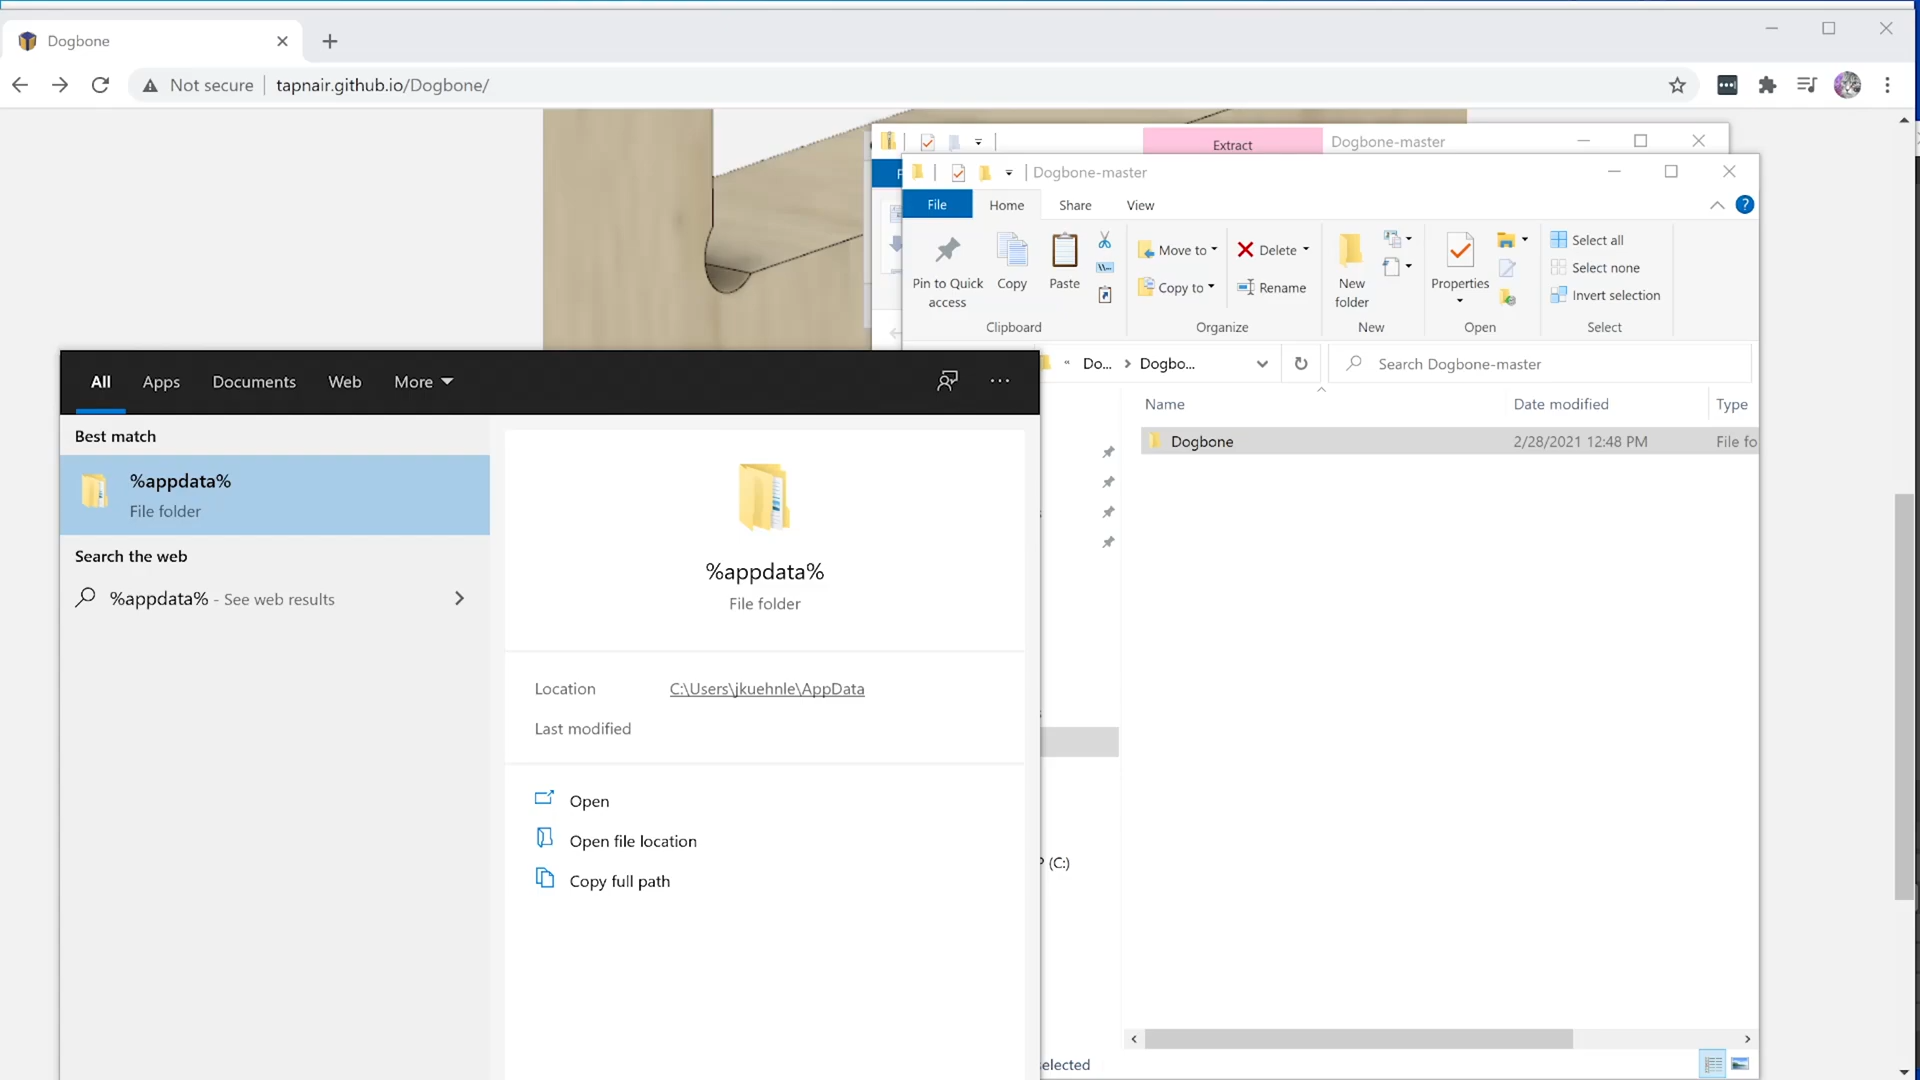 Dogbone
Not secure
tapnair.github.io/Dogbone/
Extract
Dogbone-master
Dogbone-master
File
Home
Share
View
Pin to Quick
access
Copy
Paste
Move to
Copy to
Delete
Rename
New
folder
Properties
Select all
Select none
Invert selection
Clipboard
Organize
New
Open
Select
« Do... > Dogbo...
Search Dogbone-master
Name
Date modified
Type
Dogbone
2/28/2021 12:48 PM
File fo
All
Apps
Documents
Web
More
Best match
%appdata%
File folder
Search the web
%appdata% - See web results
%appdata%
File folder
Location
C:\Users\jkuehnle\AppData
Last modified
Open
Open file location
Copy full path
(C:)
elected